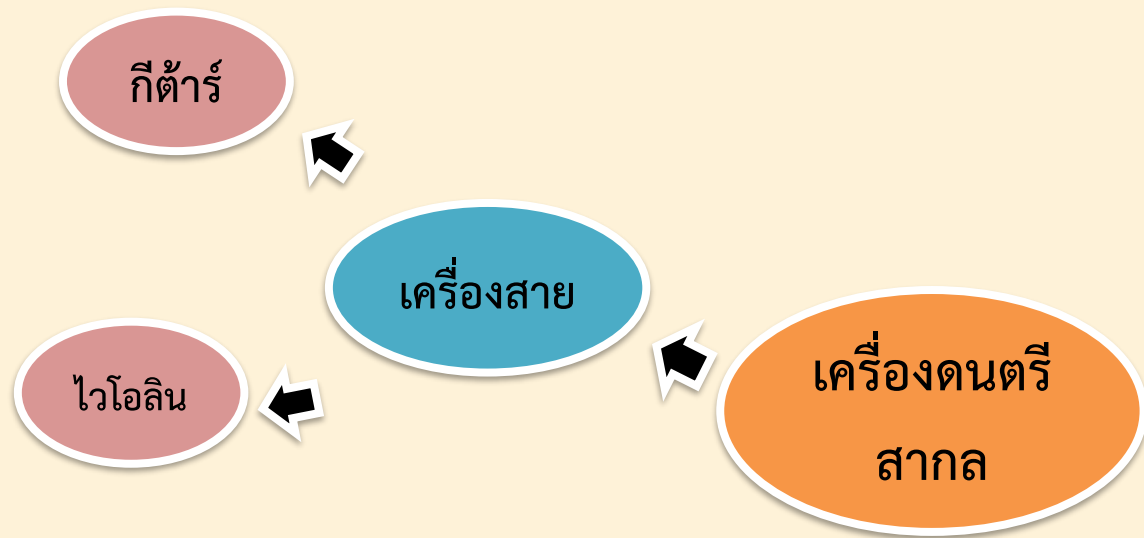 กีต้าร์
เครื่องสาย
ไวโอลิน
เครื่องดนตรี
สากล